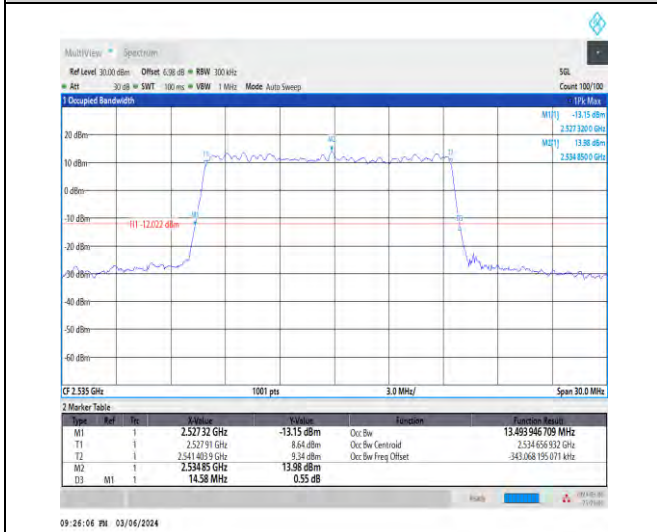 MultiView Spectrum
Ref Level 30.00 dBm Offset 6.98 dB RBW 300 kHz SGL
Att 30 dB SWT 100 ms VBW 1 MHz Mode Auto Sweep Count 100/100
1 Occupied Bandwidth 1Pk Max
M1[1] -13.15 dBm
2.527 320 0 GHz
M2[1] 13.98 dBm
2.534 850 0 GHz
20 dBm
M2
T1 T2
10 dBm
0 dBm
-10 dBm
M1
H1 -12.022 dBm
-20 dBm
-30 dBm
-40 dBm
-50 dBm
-60 dBm
CF 2.535 GHz 1001 pts 3.0 MHz/ Span 30.0 MHz
2 Marker Table
Type Ref Trc X-Value Y-Value Function Function Result
M1 1 2.527 32 GHz -13.15 dBm Occ Bw 13.493 946 709 MHz
T1 1 2.527 91 GHz 8.64 dBm Occ Bw Centroid 2.534 656 932 GHz
T2 1 2.541 403 9 GHz 9.34 dBm Occ Bw Freq Offset -343.068 195 071 kHz
M2 1 2.534 85 GHz 13.98 dBm
D3 M1 1 14.58 MHz 0.55 dB
Ready
09:26:06 PM 03/06/2024